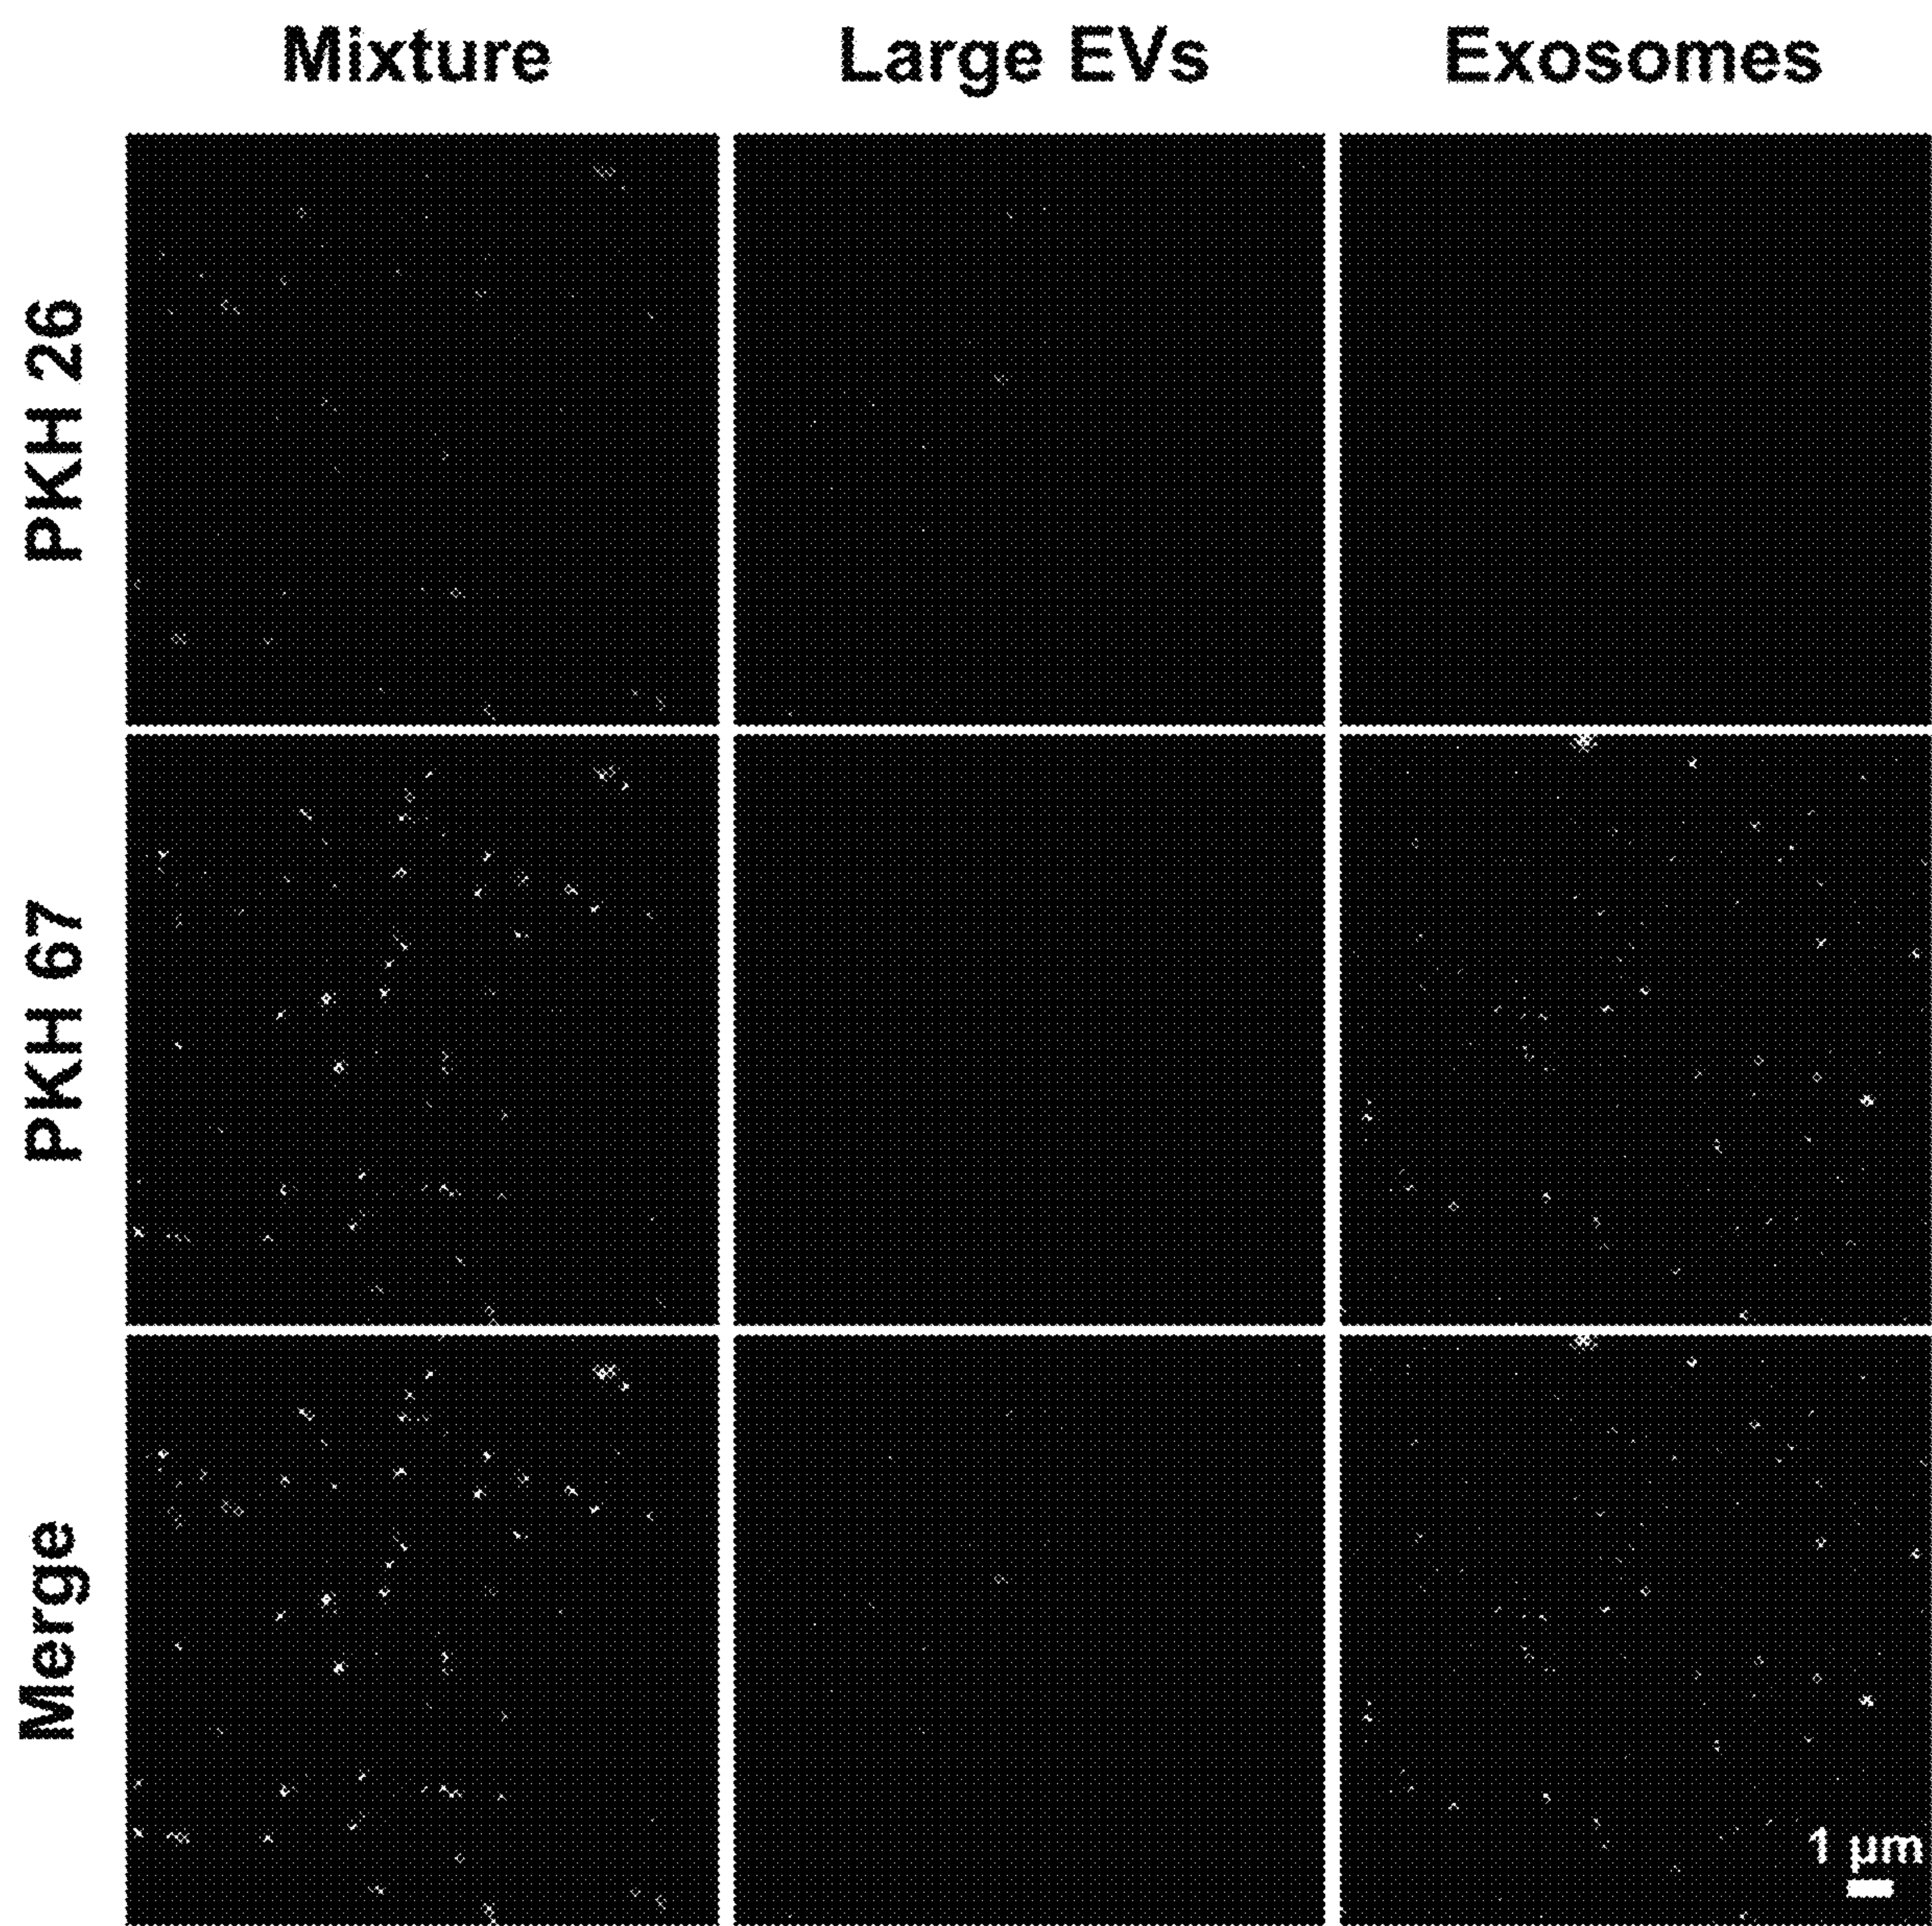 Mixture
Large EVs
Exosomes
PKH 26
PKH 67
Merge
1 µm